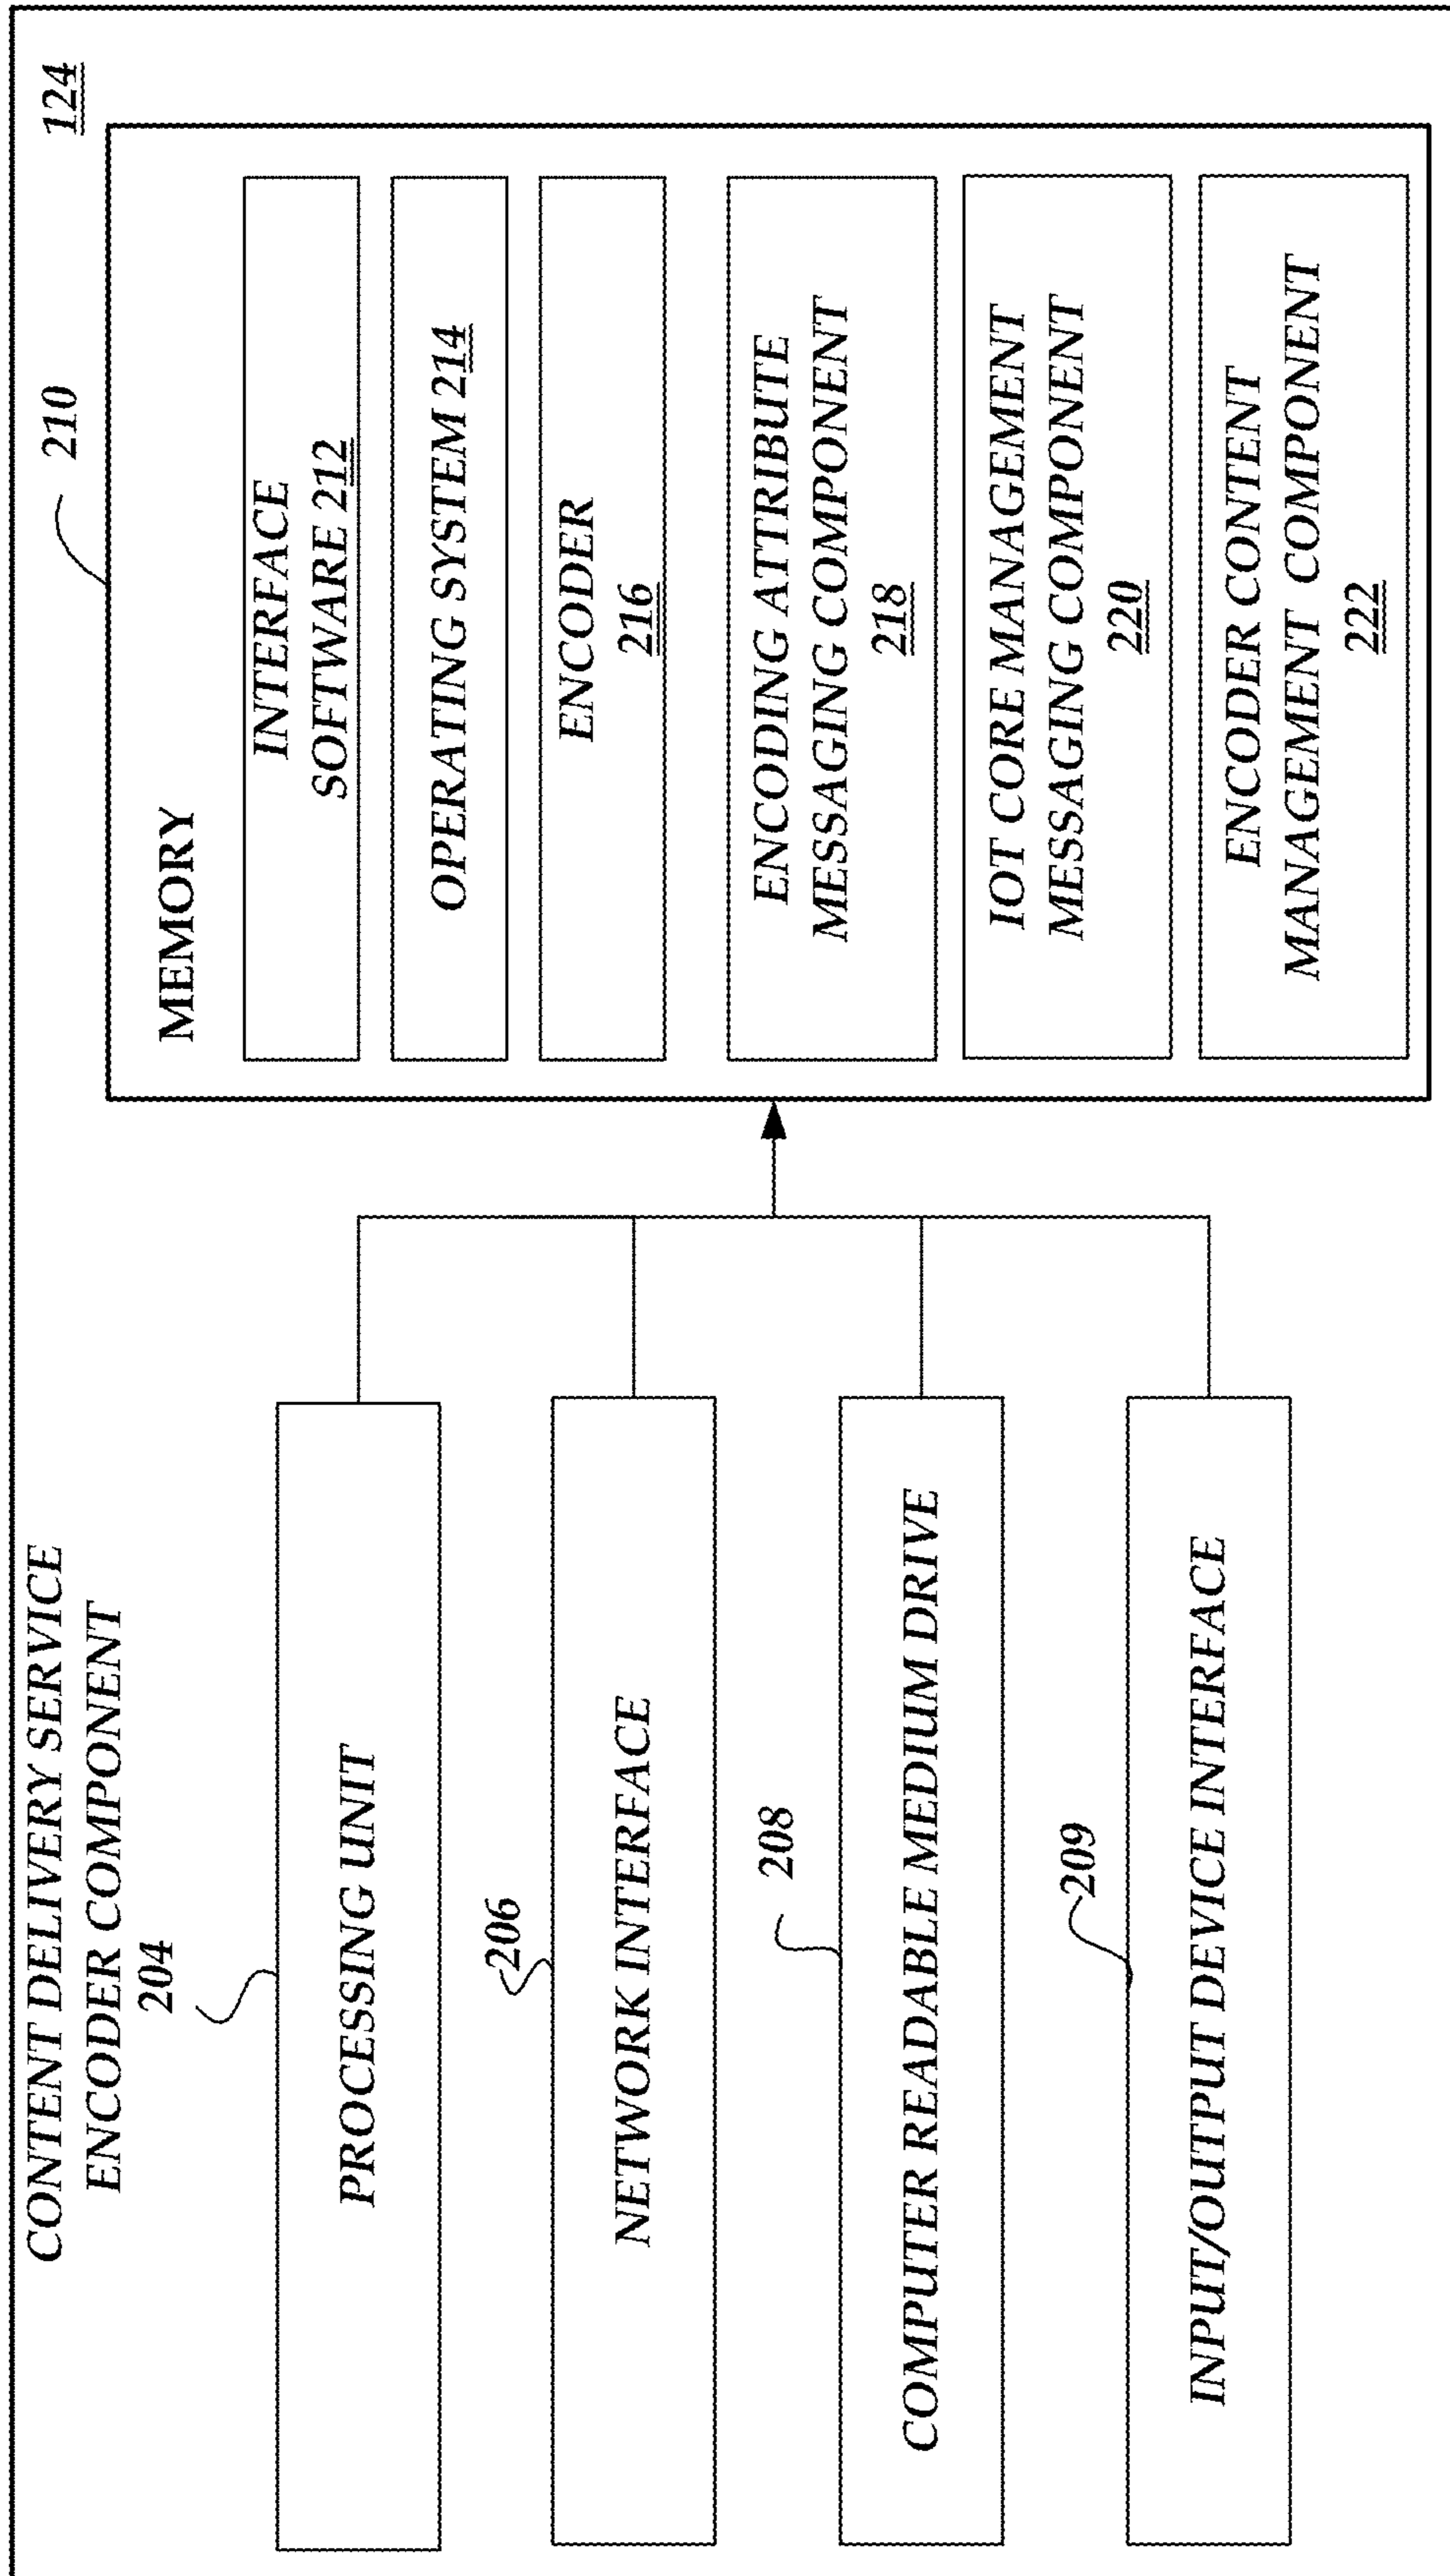 CONTENT DELIVERY SERVICE
ENCODER COMPONENT
124
204
PROCESSING UNIT
206
NETWORK INTERFACE
208
COMPUTER READABLE MEDIUM DRIVE
209
INPUT/OUTPUT DEVICE INTERFACE
210
MEMORY
INTERFACE
SOFTWARE 212
OPERATING SYSTEM 214
ENCODER
216
ENCODING ATTRIBUTE
MESSAGING COMPONENT
218
IOT CORE MANAGEMENT
MESSAGING COMPONENT
220
ENCODER CONTENT
MANAGEMENT COMPONENT
222